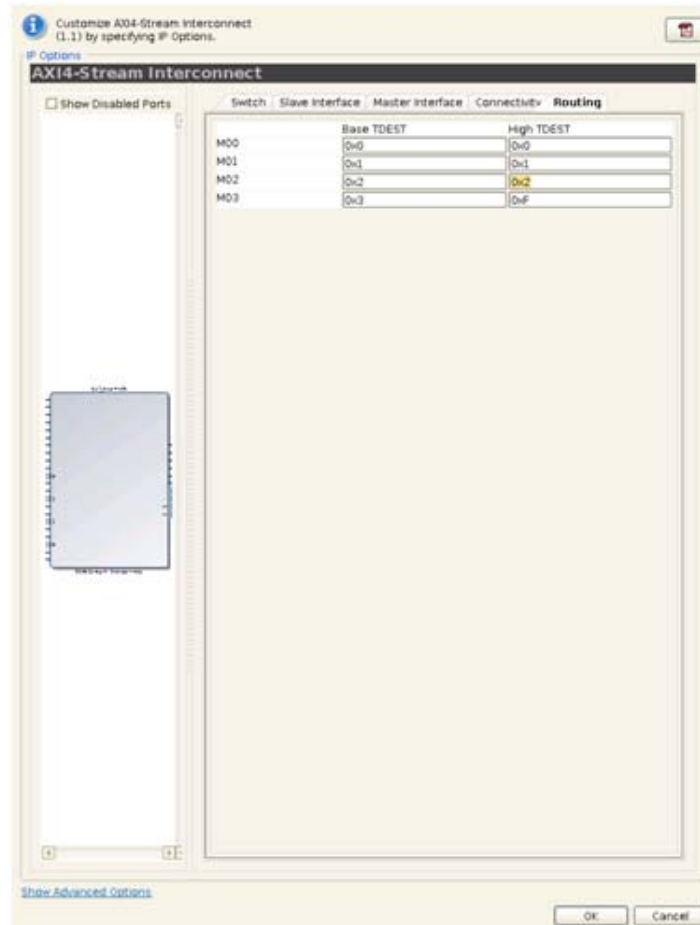 Customize AXI4-Stream Interconnect
(1.1) by specifying IP Options.
IP Options
AXI4-Stream Interconnect
Show Disabled Ports
Switch Slave Interface Master Interface Connectivity Routing
Base TDEST High TDEST
M00 0x0 0x0
M01 0x1 0x1
M02 0x2 0x2
M03 0x3 0xF
Show Advanced Options
OK Cancel